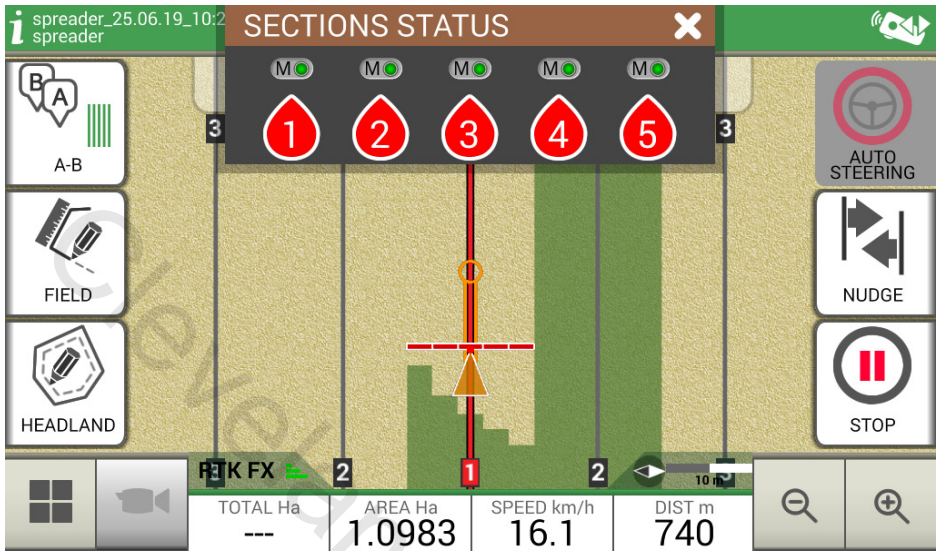 spreader_25.06.19_10:2
spreader
SECTIONS STATUS
M M M M M
1 2 3 4 5
B
A
A-B
3
3
AUTO
STEERING
FIELD
NUDGE
HEADLAND
STOP
RTK FX
2
1
2
10 m
TOTAL Ha
---
AREA Ha
1.0983
SPEED km/h
16.1
DIST m
740